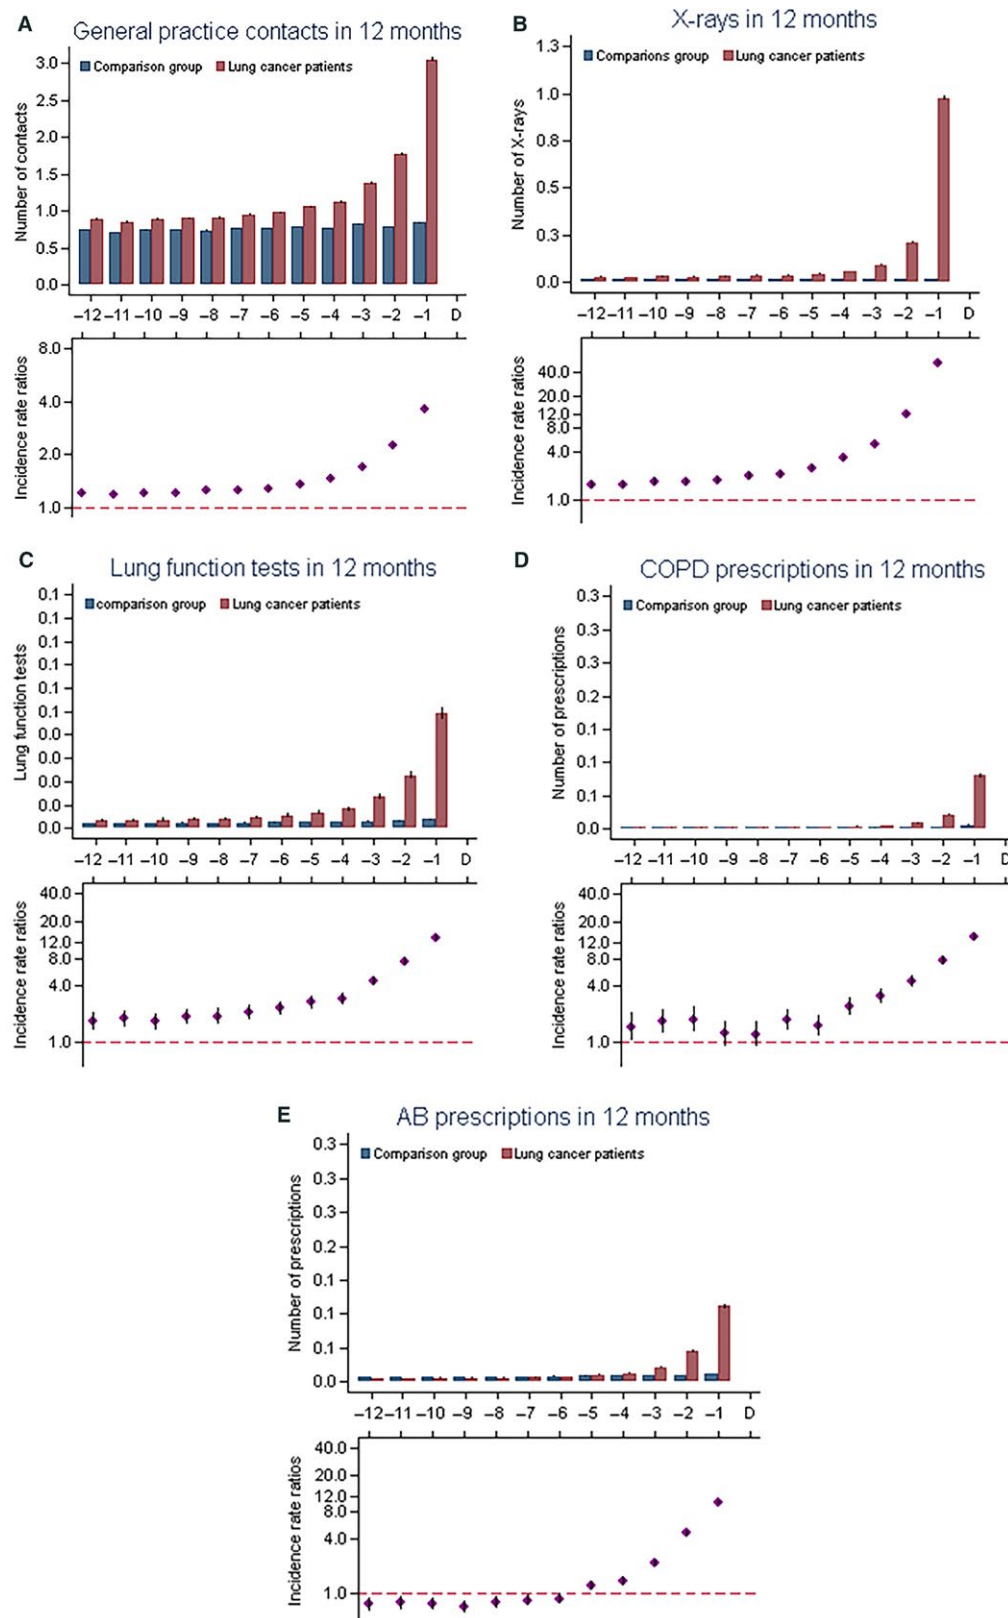 A
General practice contacts in 12 months
Comparison group Lung cancer patients
Number of contacts
3.0
2.5
2.0
1.5
1.0
0.5
0.0
–12 –11 –10 –9 –8 –7 –6 –5 –4 –3 –2 –1 D
Incidence rate ratios
8.0
4.0
2.0
1.0
B
X-rays in 12 months
Comparions group Lung cancer patients
Number of X-rays
1.3
1.0
0.8
0.5
0.3
0.0
–12 –11 –10 –9 –8 –7 –6 –5 –4 –3 –2 –1 D
Incidence rate ratios
40.0
20.0
12.0
8.0
4.0
1.0
C
Lung function tests in 12 months
comparison group Lung cancer patients
Lung function tests
0.1
0.1
0.1
0.1
0.1
0.1
0.0
0.0
0.0
0.0
0.0
–12 –11 –10 –9 –8 –7 –6 –5 –4 –3 –2 –1 D
Incidence rate ratios
40.0
20.0
12.0
8.0
4.0
1.0
D
COPD prescriptions in 12 months
Comparison group Lung cancer patients
Number of prescriptions
0.3
0.3
0.3
0.2
0.1
0.1
0.1
0.0
–12 –11 –10 –9 –8 –7 –6 –5 –4 –3 –2 –1 D
Incidence rate ratios
40.0
20.0
12.0
8.0
4.0
1.0
E
AB prescriptions in 12 months
Comparison group Lung cancer patients
Number of prescriptions
0.3
0.3
0.3
0.2
0.1
0.1
0.1
0.0
–12 –11 –10 –9 –8 –7 –6 –5 –4 –3 –2 –1 D
Incidence rate ratios
40.0
20.0
12.0
8.0
4.0
1.0